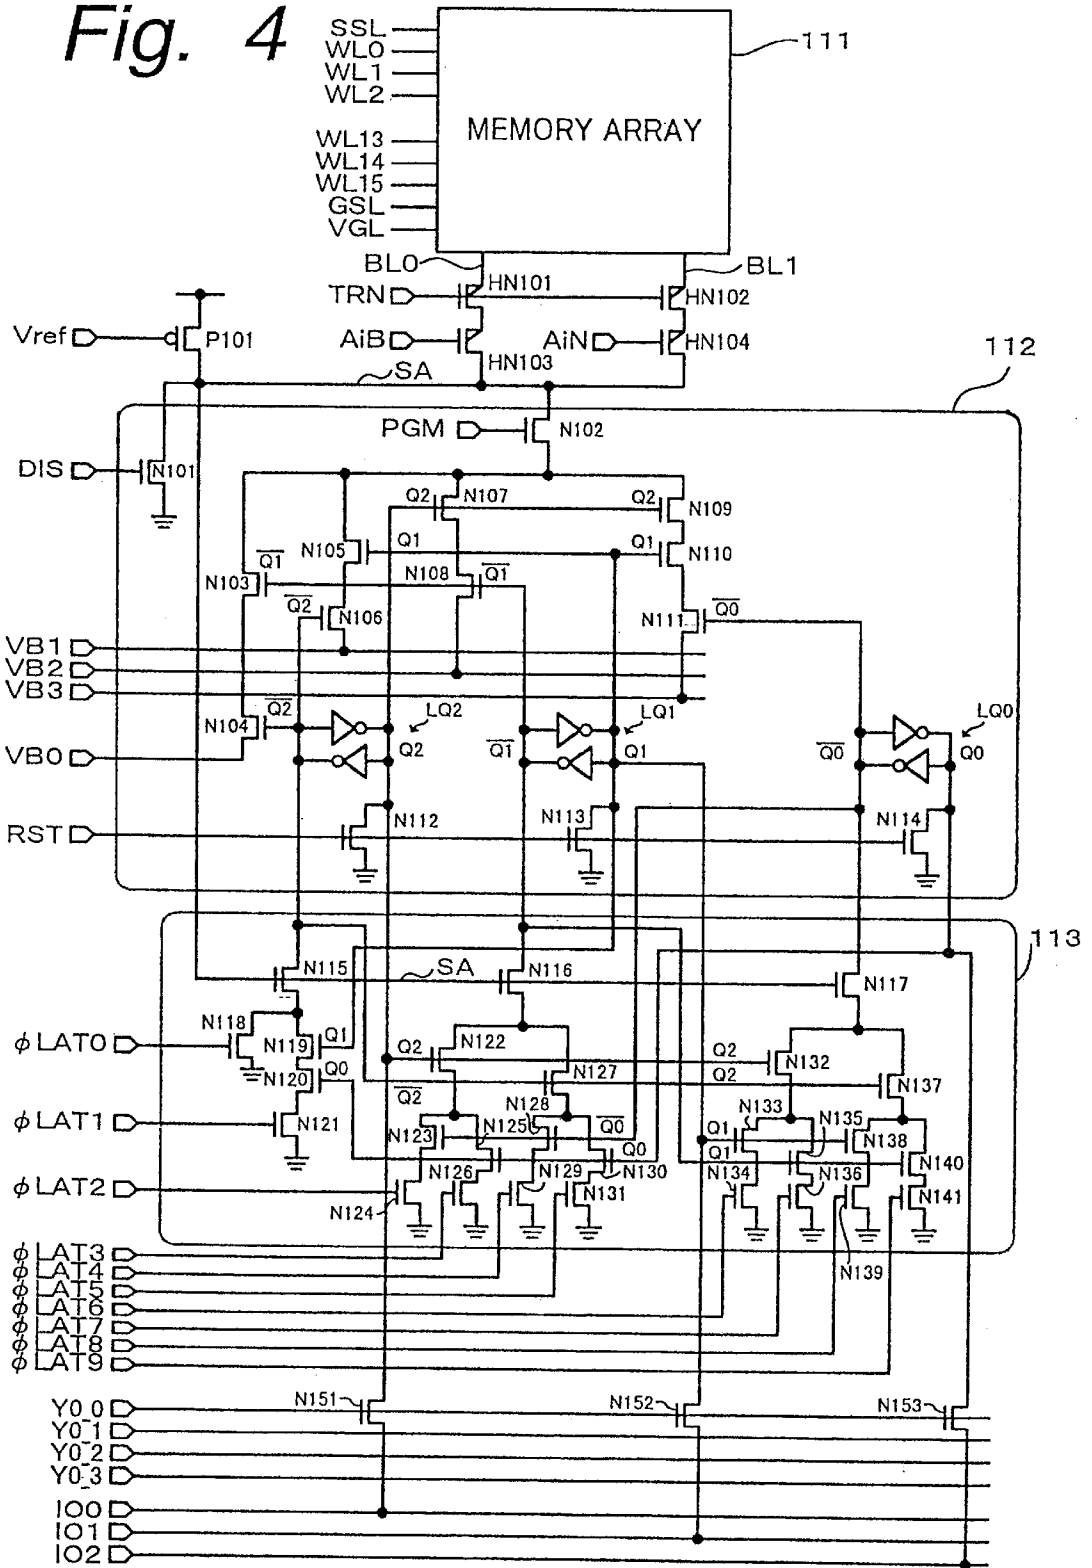 Fig. 4
SSL
WL0
WL1
WL2
WL13
WL14
WL15
GSL
VGL
MEMORY ARRAY
111
BL0
BL1
TRN
HN101
HN102
Vref
P101
AiB
HN103
AiN
HN104
SA
112
PGM
N102
DIS
N101
Q2
N107
Q2
N109
N105
Q1
Q1
N110
N103
Q1
N108
Q1
Q2
N106
N111
Q0
VB1
VB2
VB3
N104
Q2
LQ2
Q2
Q1
LQ1
Q1
Q0
LQ0
Q0
VB0
RST
N112
N113
N114
113
N115
SA
N116
N117
φLAT0
N118
N119
Q1
N120
Q0
Q2
N122
N127
Q2
Q2
N132
Q2
N137
φLAT1
N121
N123
N125
N128
Q0
Q0
N133
Q1
N135
N138
Q1
N126
N129
N130
N134
N136
N140
φLAT2
N124
N131
N141
N139
φLAT3
φLAT4
φLAT5
φLAT6
φLAT7
φLAT8
φLAT9
Y0_0
N151
N152
N153
Y0_1
Y0_2
Y0_3
IO0
IO1
IO2